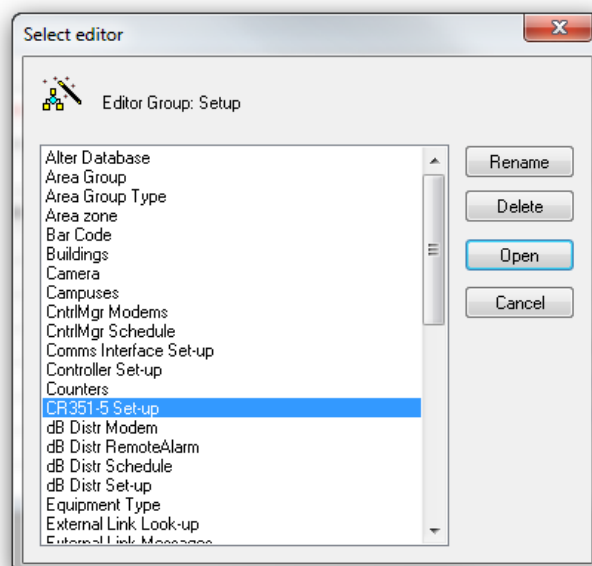 Select editor
Editor Group: Setup
Alter Database
Area Group
Area Group Type
Area zone
Bar Code
Buildings
Camera
Campuses
CntrlMgr Modems
CntrlMgr Schedule
Comms Interface Set-up
Controller Set-up
Counters
CR351-5 Set-up
dB Distr Modem
dB Distr RemoteAlarm
dB Distr Schedule
dB Distr Set-up
Equipment Type
External Link Look-up
External Link Messages
Rename
Delete
Open
Cancel